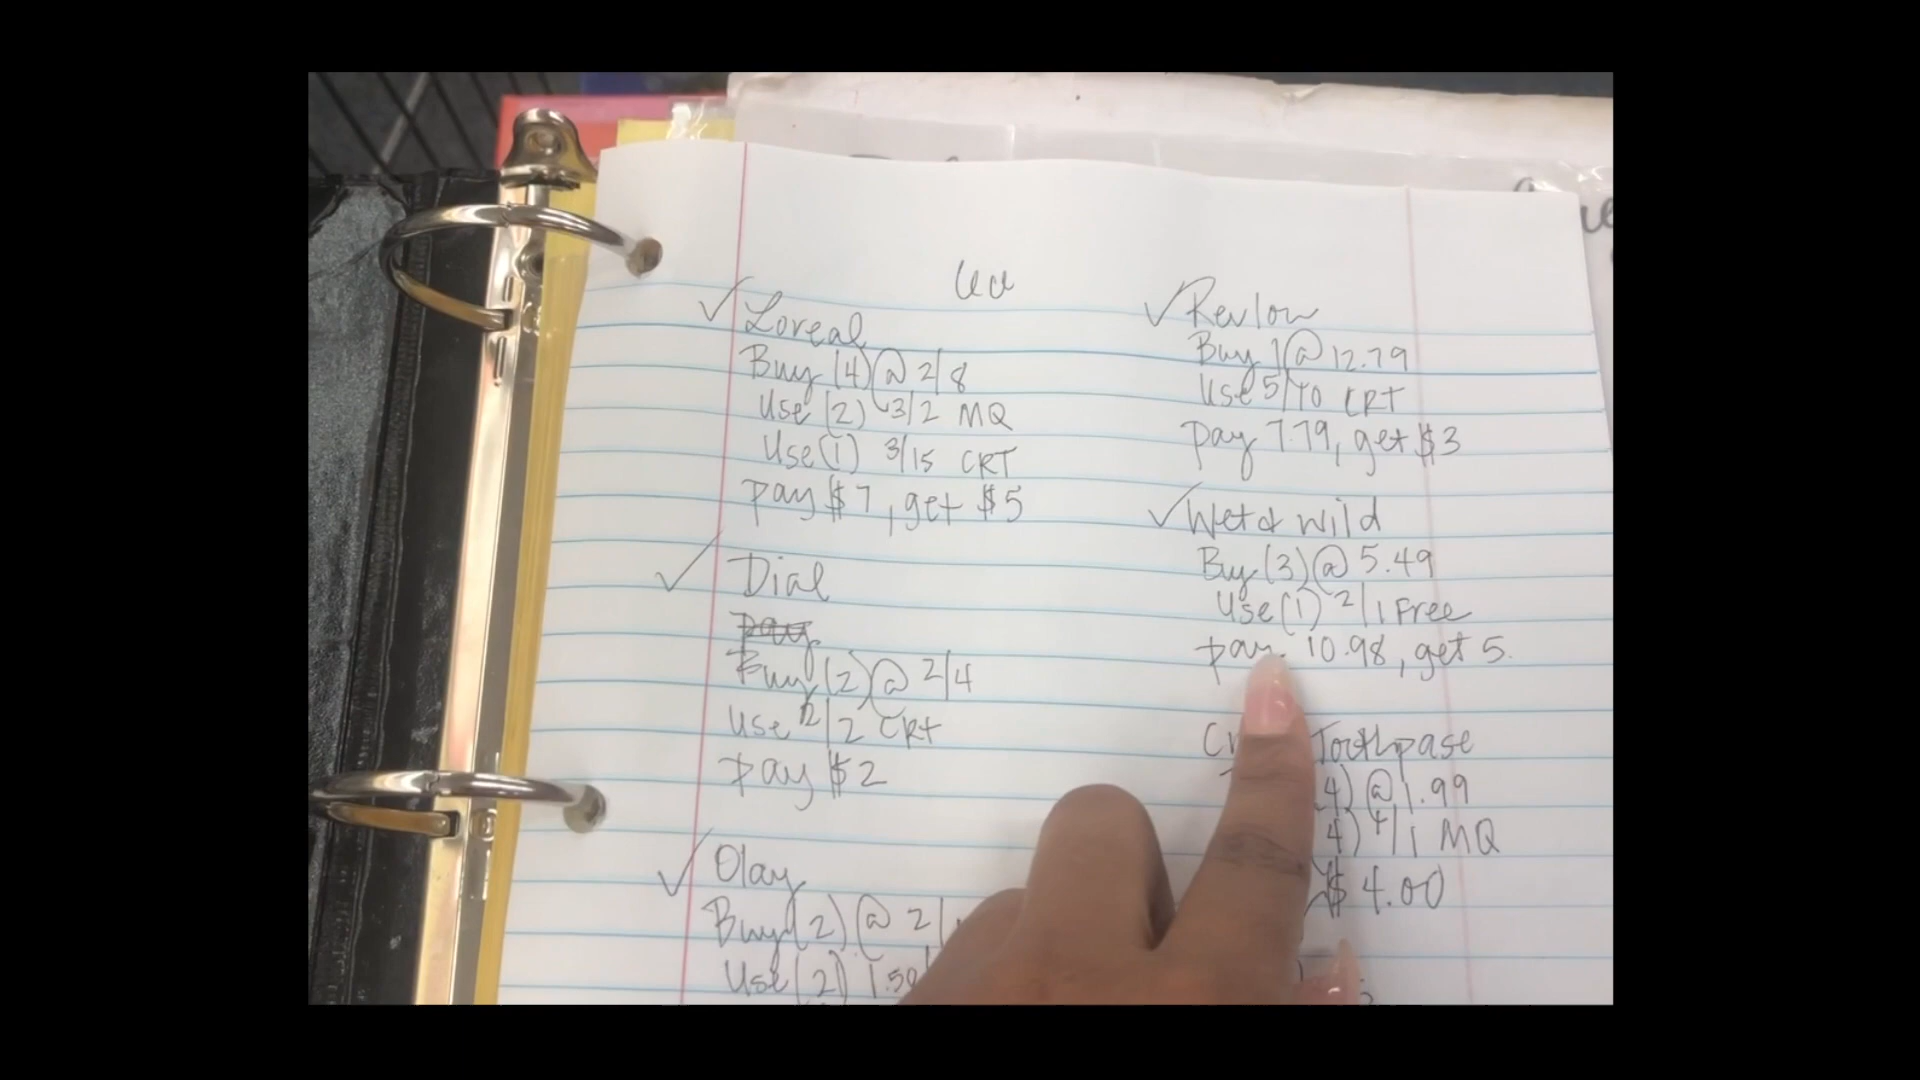 ✓ Loreal
Buy (4) @ 2/8
Use (2) 3/2 MQ
Use (1) 3/15 CRT
Pay $7, get $5
✓ Dial
Pay
Buy (2) @ 2/4
Use 2/2 CRT
Pay $2
✓ Olay
Buy (2) @ 2/
Use (2) 1.50
✓ Revlon
Buy 1 @ 12.79
Use 5/10 CRT
Pay 7.79, get $3
✓ Wet & Wild
Buy (3) @ 5.49
Use (1) 2/1 Free
Pay 10.98, get 5.
Toothpase
4) @ 1.99
4) 4/1 MQ
$ 4.00